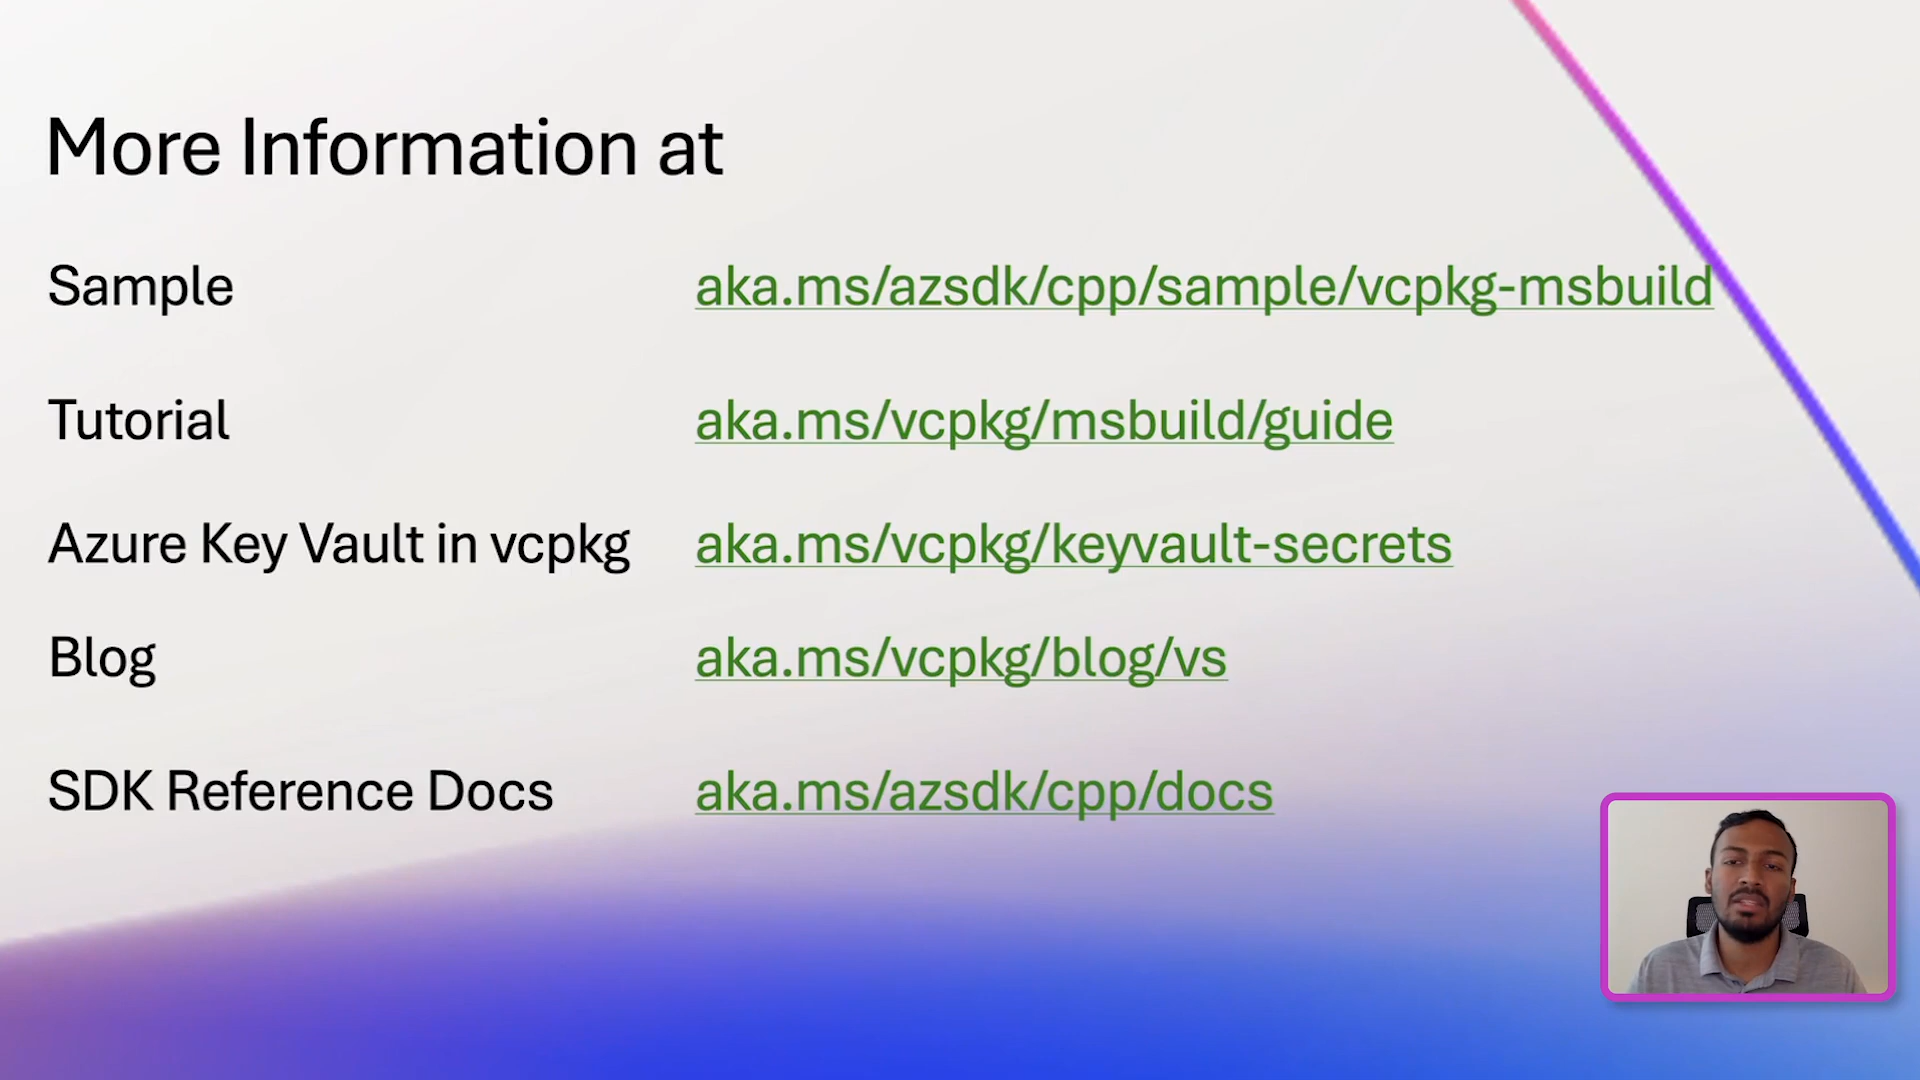 More Information at
Sample aka.ms/azsdk/cpp/sample/vcpkg-msbuild
Tutorial aka.ms/vcpkg/msbuild/guide
Azure Key Vault in vcpkg aka.ms/vcpkg/keyvault-secrets
Blog aka.ms/vcpkg/blog/vs
SDK Reference Docs aka.ms/azsdk/cpp/docs